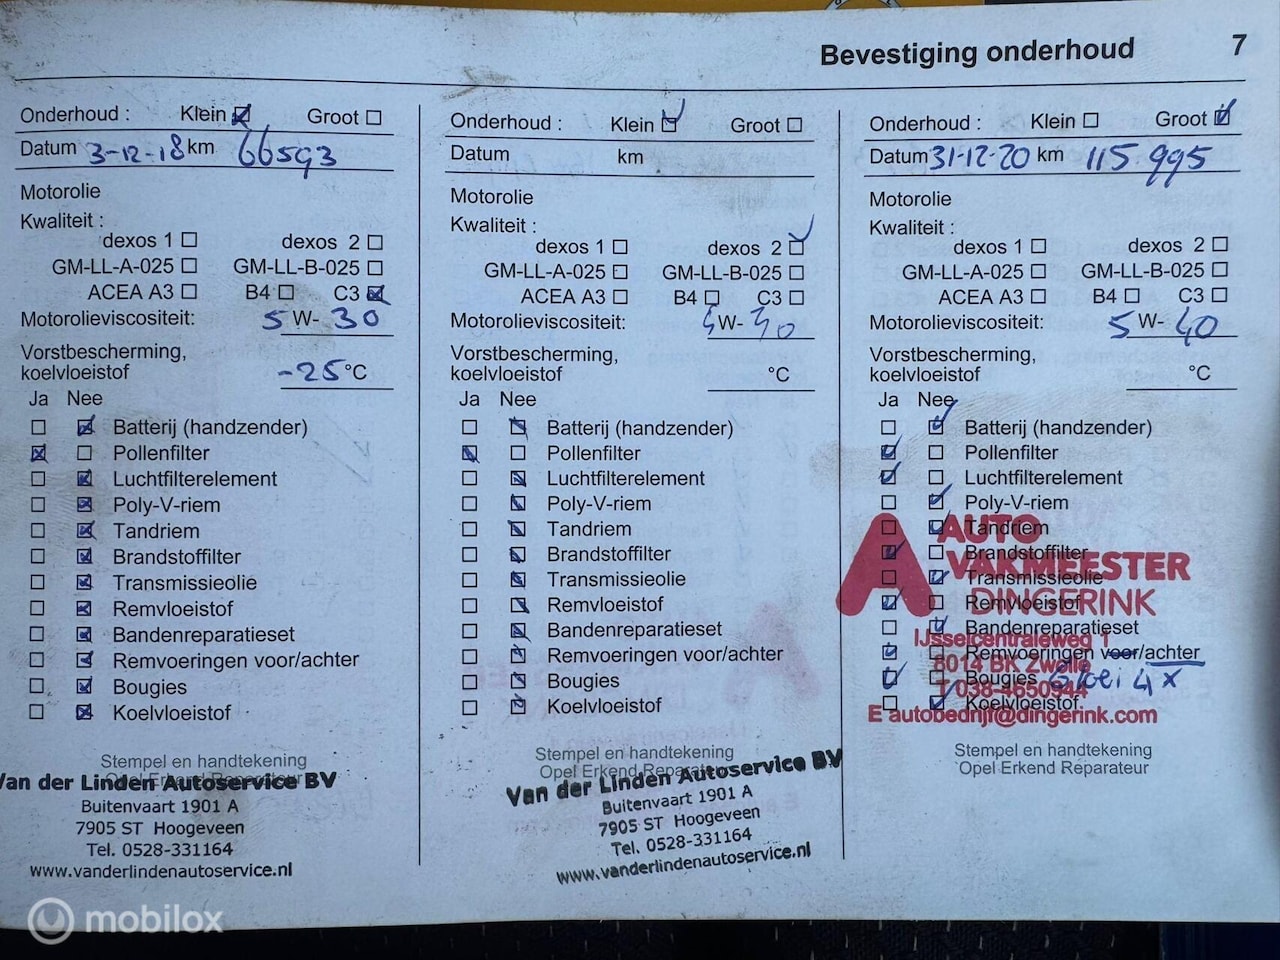 Bevestiging onderhoud 7
Onderhoud : Klein Groot
Datum 3-12-18 km 66593
Motorolie
Kwaliteit :
dexos 1 dexos 2
GM-LL-A-025 GM-LL-B-025
ACEA A3 B4 C3
Motorolieviscositeit: 5 W- 30
Vorstbescherming,
koelvloeistof -25 °C
Ja Nee
Batterij (handzender)
Pollenfilter
Luchtfilterelement
Poly-V-riem
Tandriem
Brandstoffilter
Transmissieolie
Remvloeistof
Bandenreparatieset
Remvoeringen voor/achter
Bougies
Koelvloeistof
Stempel en handtekening
Opel Erkend Reparateur
Van der Linden Autoservice BV
Buitenvaart 1901 A
7905 ST Hoogeveen
Tel. 0528-331164
www.vanderlindenautoservice.nl
Onderhoud : Klein Groot
Datum km
Motorolie
Kwaliteit :
dexos 1 dexos 2
GM-LL-A-025 GM-LL-B-025
ACEA A3 B4 C3
Motorolieviscositeit: W-
Vorstbescherming,
koelvloeistof °C
Ja Nee
Batterij (handzender)
Pollenfilter
Luchtfilterelement
Poly-V-riem
Tandriem
Brandstoffilter
Transmissieolie
Remvloeistof
Bandenreparatieset
Remvoeringen voor/achter
Bougies
Koelvloeistof
Stempel en handtekening
Opel Erkend Reparateur
Van der Linden Autoservice BV
Buitenvaart 1901 A
7905 ST Hoogeveen
Tel. 0528-331164
www.vanderlindenautoservice.nl
Onderhoud : Klein Groot
Datum 31-12-20 km 115995
Motorolie
Kwaliteit :
dexos 1 dexos 2
GM-LL-A-025 GM-LL-B-025
ACEA A3 B4 C3
Motorolieviscositeit: 5 W- 40
Vorstbescherming,
koelvloeistof °C
Ja Nee
Batterij (handzender)
Pollenfilter
Luchtfilterelement
Poly-V-riem
Tandriem
Brandstoffilter
Transmissieolie
Remvloeistof
Bandenreparatieset
Remvoeringen voor/achter
Bougies Gloei 4x
Koelvloeistof
AUTO
VAKMEESTER
DINGERINK
IJsselcentraleweg 1
8014 BK Zwolle
T 038-4650944
E autobedrijf@dingerink.com
Stempel en handtekening
Opel Erkend Reparateur
mobilox